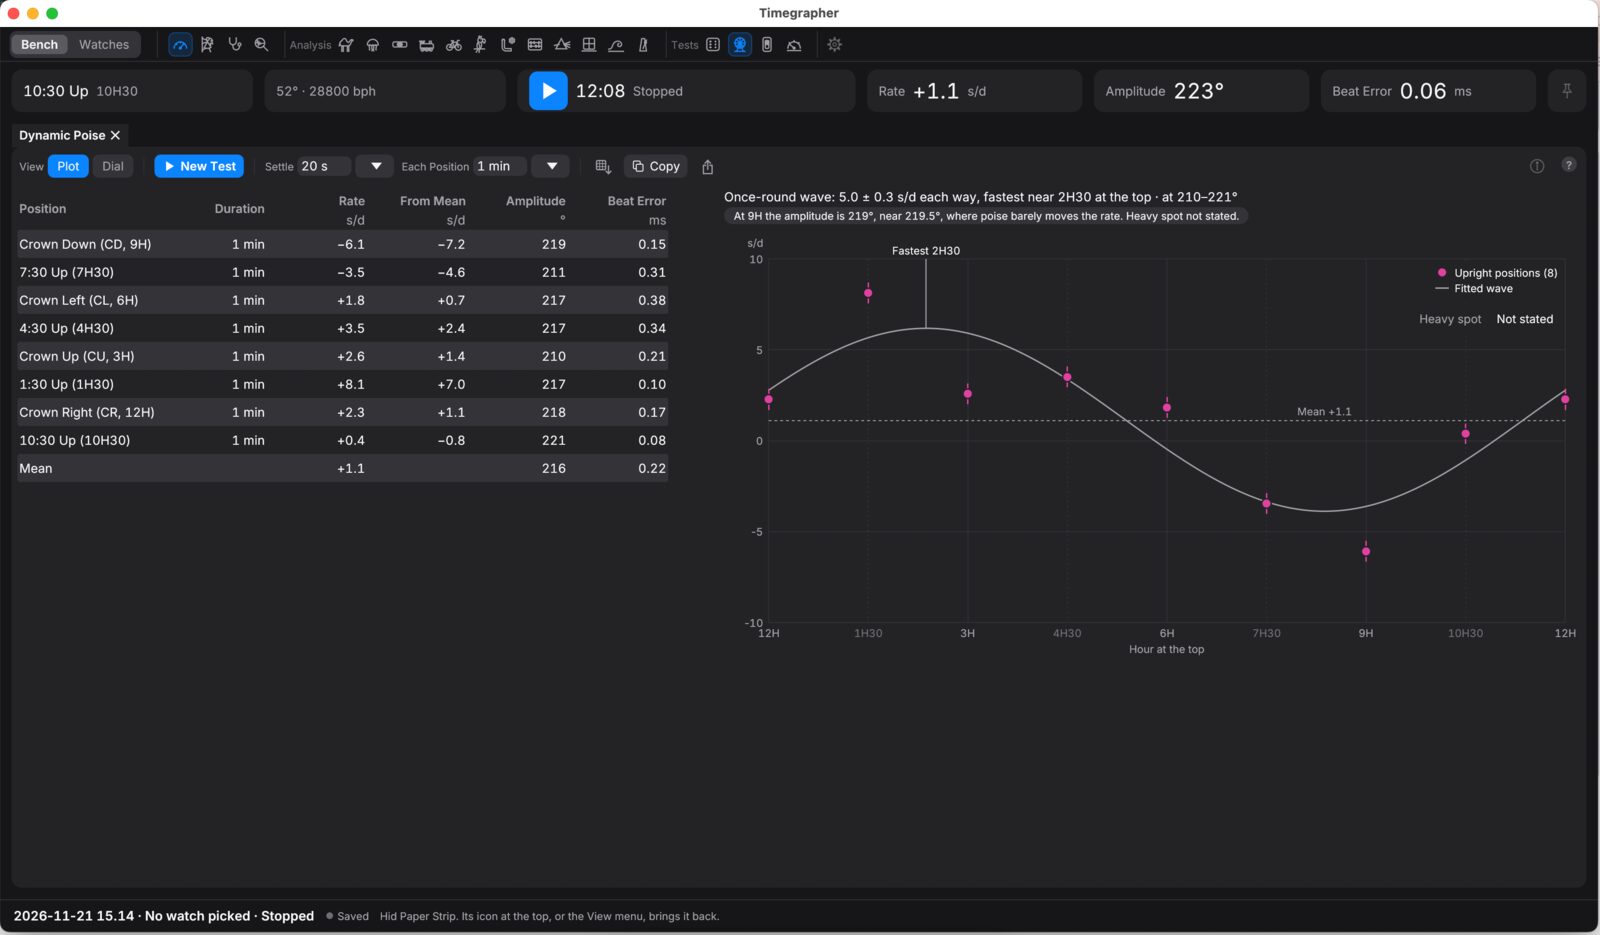 Timegrapher
Bench Watches Analysis Tests
10:30 Up 10H30
52° · 28800 bph
12:08 Stopped
Rate +1.1 s/d
Amplitude 223°
Beat Error 0.06 ms
Dynamic Poise
View Plot Dial New Test Settle 20 s Each Position 1 min Copy ?
Position Duration Rate s/d From Mean s/d Amplitude ° Beat Error ms
Crown Down (CD, 9H) 1 min −6.1 −7.2 219 0.15
7:30 Up (7H30) 1 min −3.5 −4.6 211 0.31
Crown Left (CL, 6H) 1 min +1.8 +0.7 217 0.38
4:30 Up (4H30) 1 min +3.5 +2.4 217 0.34
Crown Up (CU, 3H) 1 min +2.6 +1.4 210 0.21
1:30 Up (1H30) 1 min +8.1 +7.0 217 0.10
Crown Right (CR, 12H) 1 min +2.3 +1.1 218 0.17
10:30 Up (10H30) 1 min +0.4 −0.8 221 0.08
Mean +1.1 216 0.22
Once-round wave: 5.0 ± 0.3 s/d each way, fastest near 2H30 at the top · at 210–221°
At 9H the amplitude is 219°, near 219.5°, where poise barely moves the rate. Heavy spot not stated.
s/d
Fastest 2H30
10
5
0
-5
-10
Upright positions (8)
Fitted wave
Heavy spot Not stated
Mean +1.1
12H 1H30 3H 4H30 6H 7H30 9H 10H30 12H
Hour at the top
2026-11-21 15.14 · No watch picked · Stopped Saved Hid Paper Strip. Its icon at the top, or the View menu, brings it back.